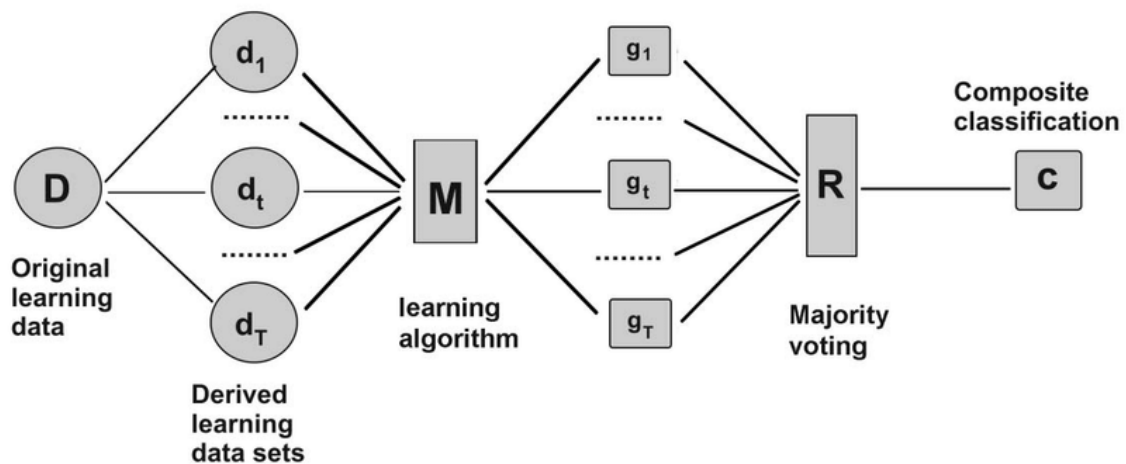 d1
g1
Composite
classification
D
dt
M
gt
R
C
Original
learning
data
dT
learning
algorithm
gT
Majority
voting
Derived
learning
data sets